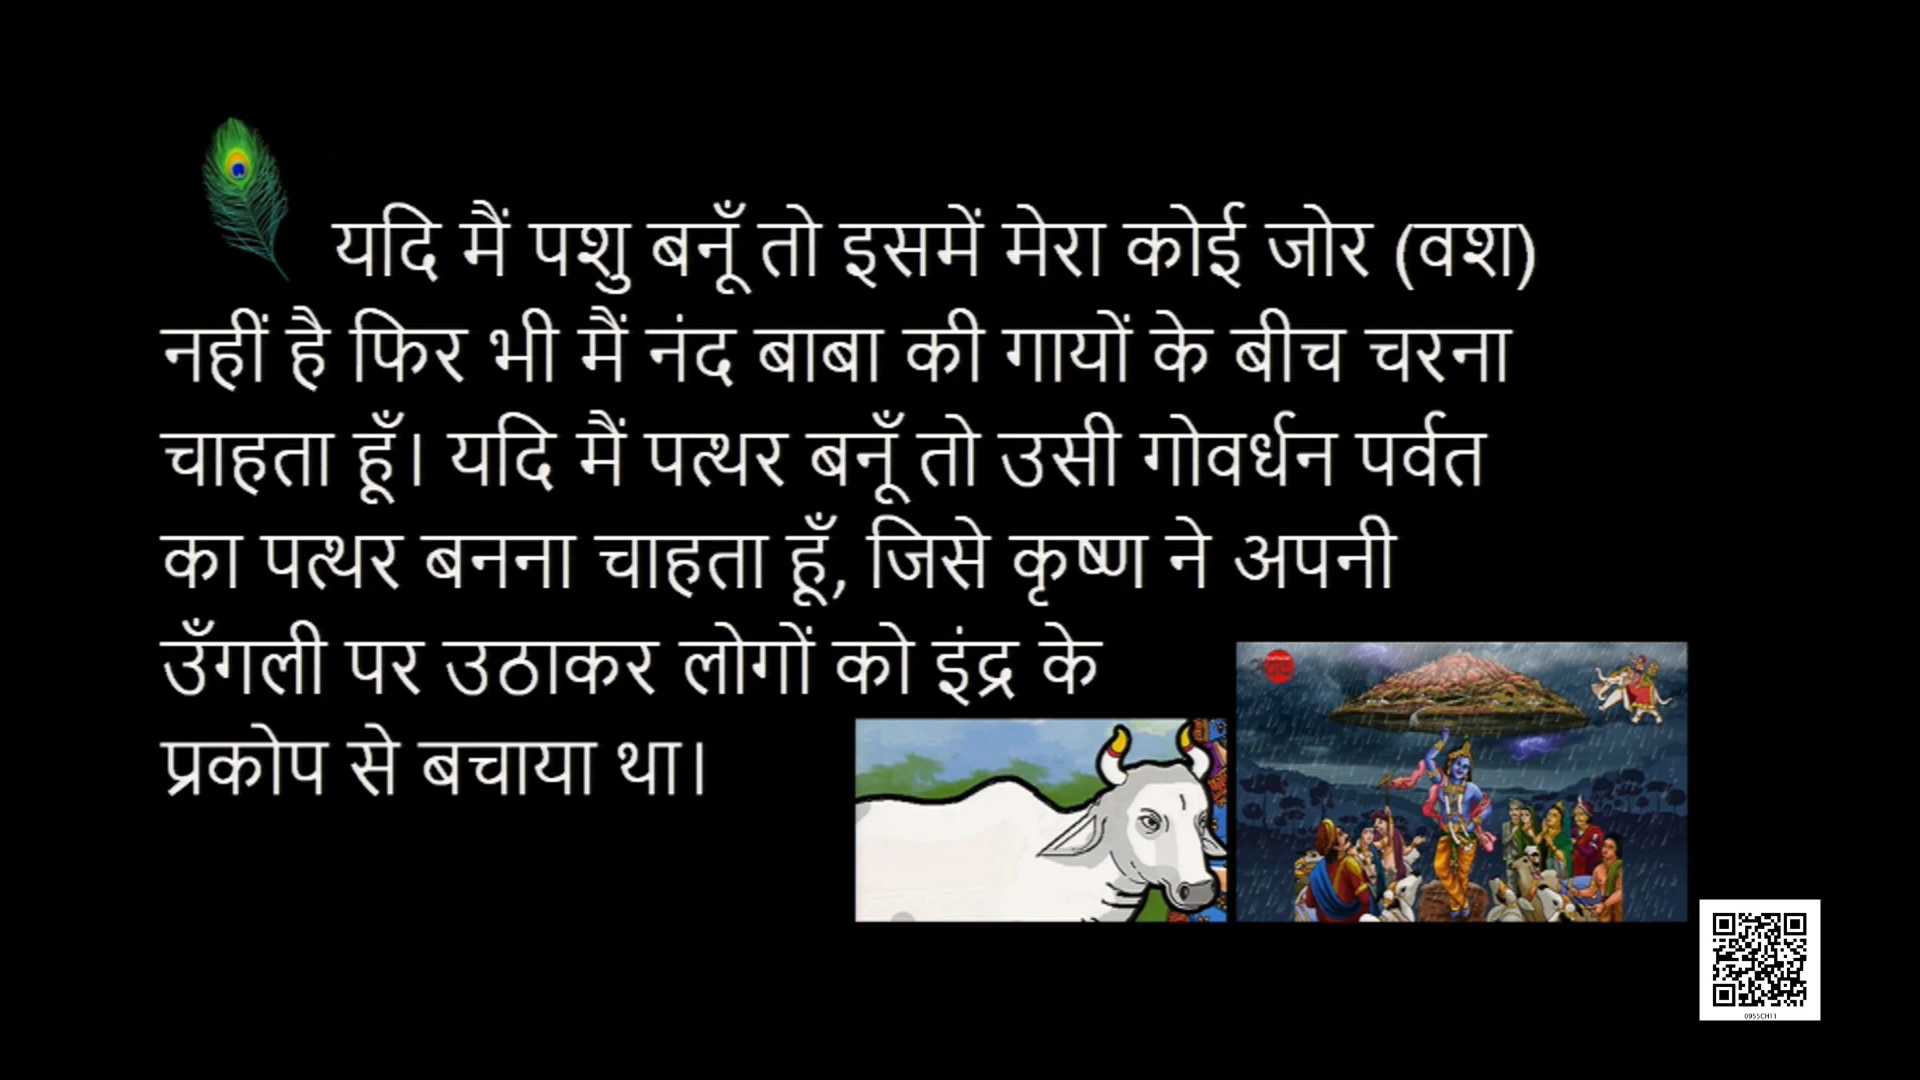 यदि मैं पशु बनूँ तो इसमें मेरा कोई जोर (वश)
नहीं है फिर भी मैं नंद बाबा की गायों के बीच चरना
चाहता हूँ। यदि मैं पत्थर बनूँ तो उसी गोवर्धन पर्वत
का पत्थर बनना चाहता हूँ, जिसे कृष्ण ने अपनी
उँगली पर उठाकर लोगों को इंद्र के
प्रकोप से बचाया था।
0955CH11